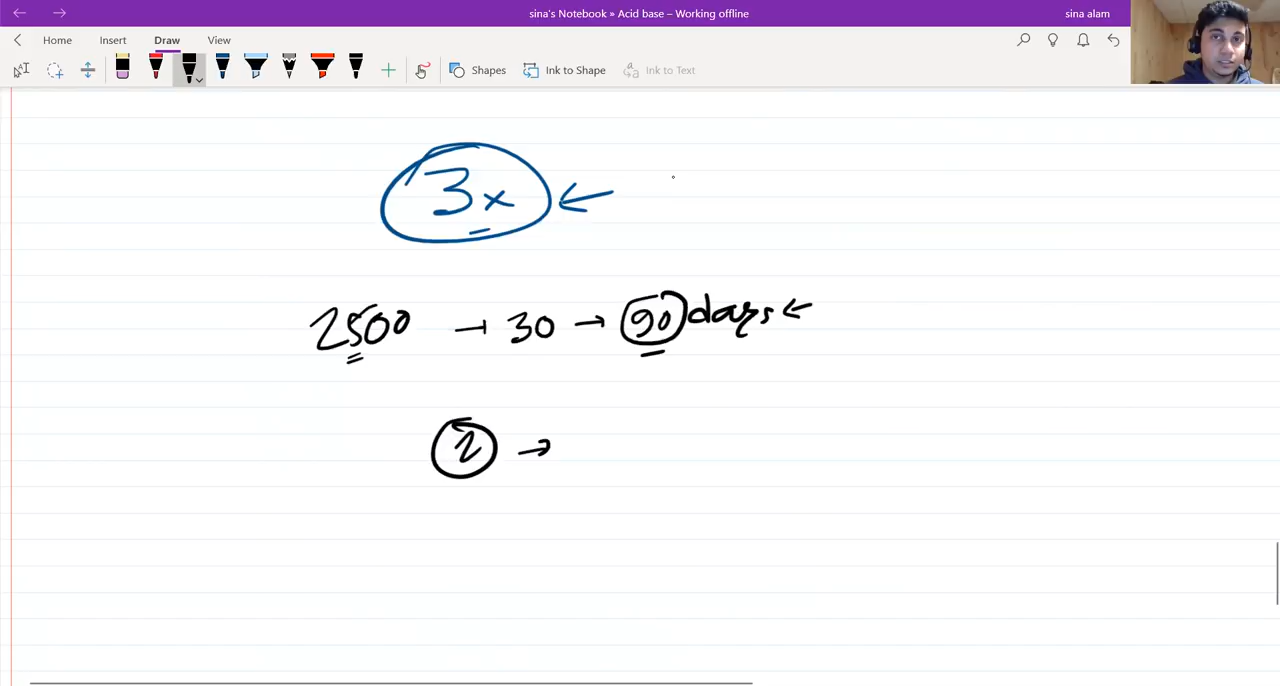 sina's Notebook » Acid base – Working offline
sina alam
Home Insert Draw View
Shapes Ink to Shape Ink to Text
3x ←
2500 → 30 → 90 days ←
2 →